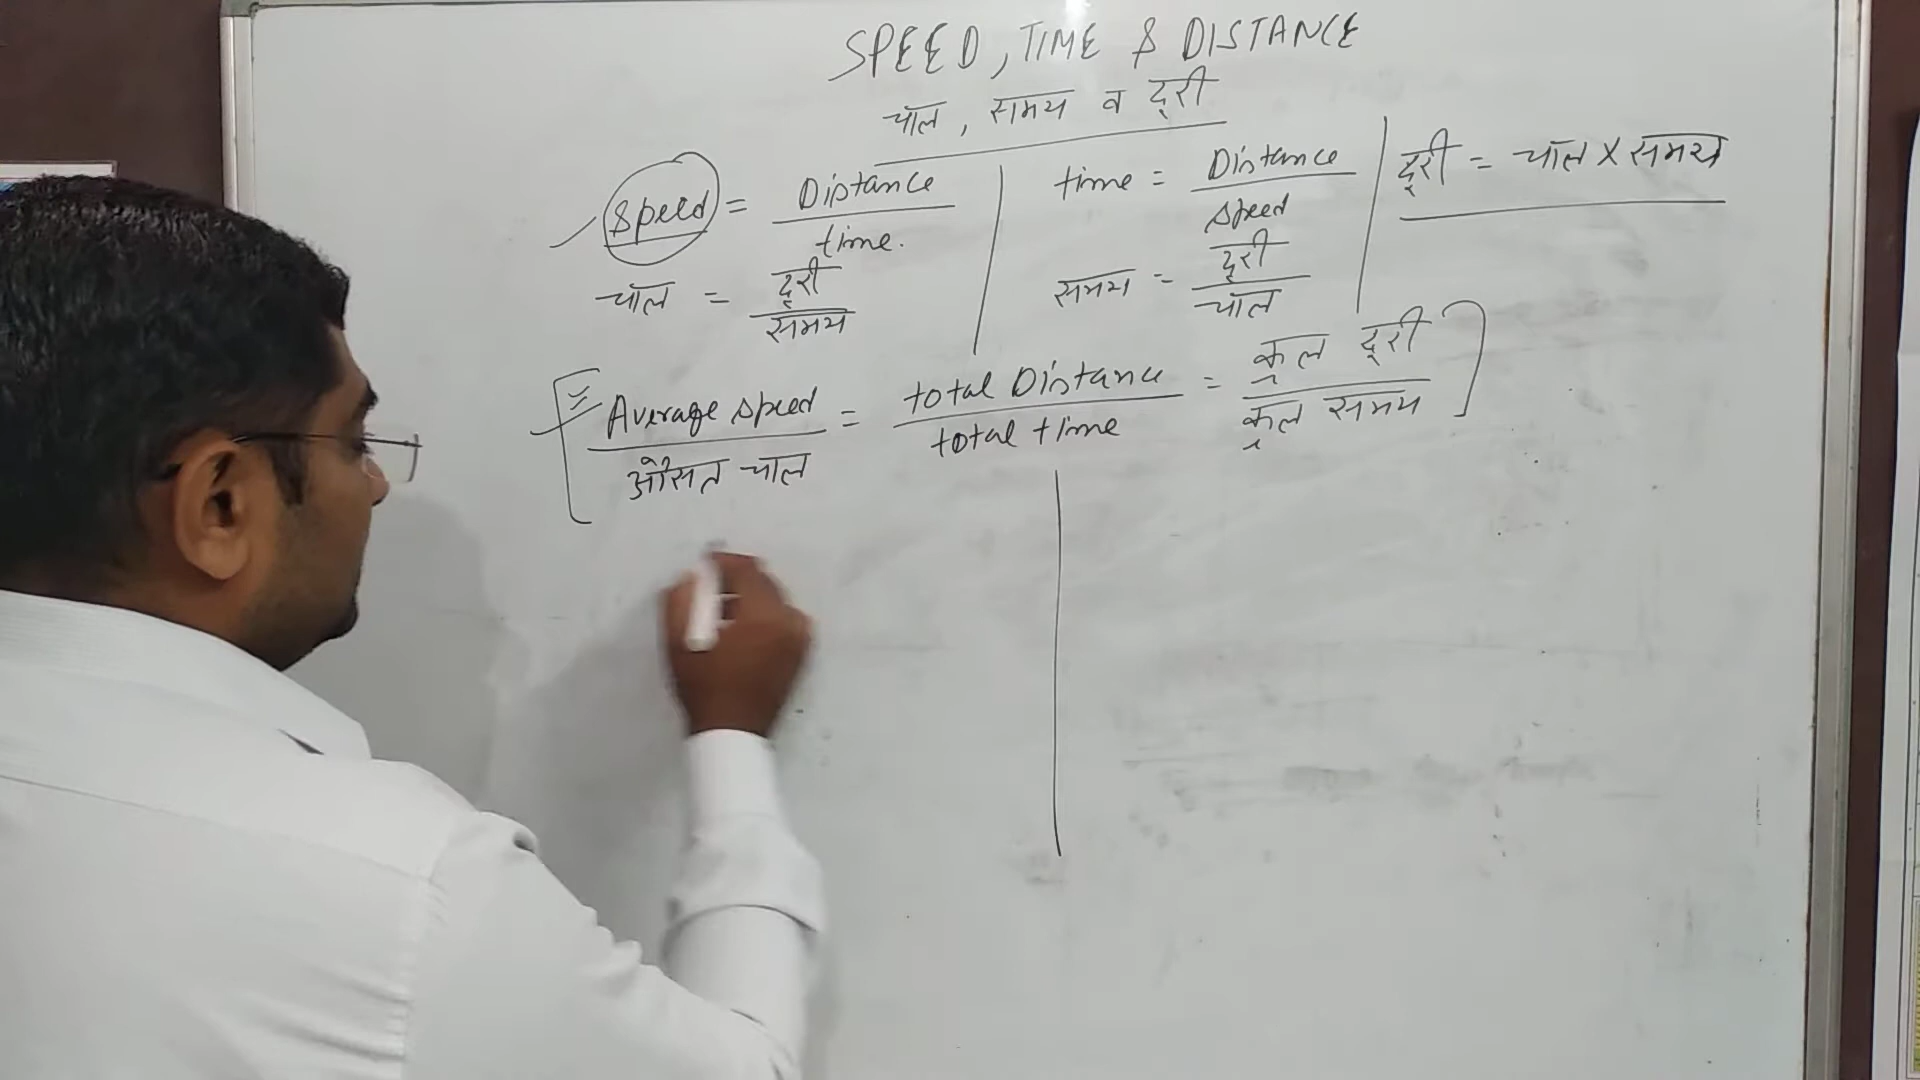 SPEED, TIME & DISTANCE
चॉल, समय व दूरी
Speed = Distance / time.
चॉल = दूरी / समय
time = Distance / speed
समय = दूरी / चॉल
दूरी = चॉल × समय
Average speed / औसत चाल = total Distance / total time = कुल दूरी / कुल समय